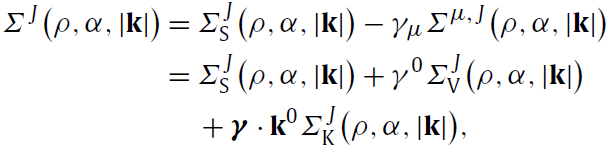 Σ^J(ρ, α, |𝐤|) = Σ_S^J(ρ, α, |𝐤|) − γ_μ Σ^{μ,J}(ρ, α, |𝐤|)
= Σ_S^J(ρ, α, |𝐤|) + γ^0 Σ_V^J(ρ, α, |𝐤|)
+ 𝛄 · 𝐤^0 Σ_K^J(ρ, α, |𝐤|),